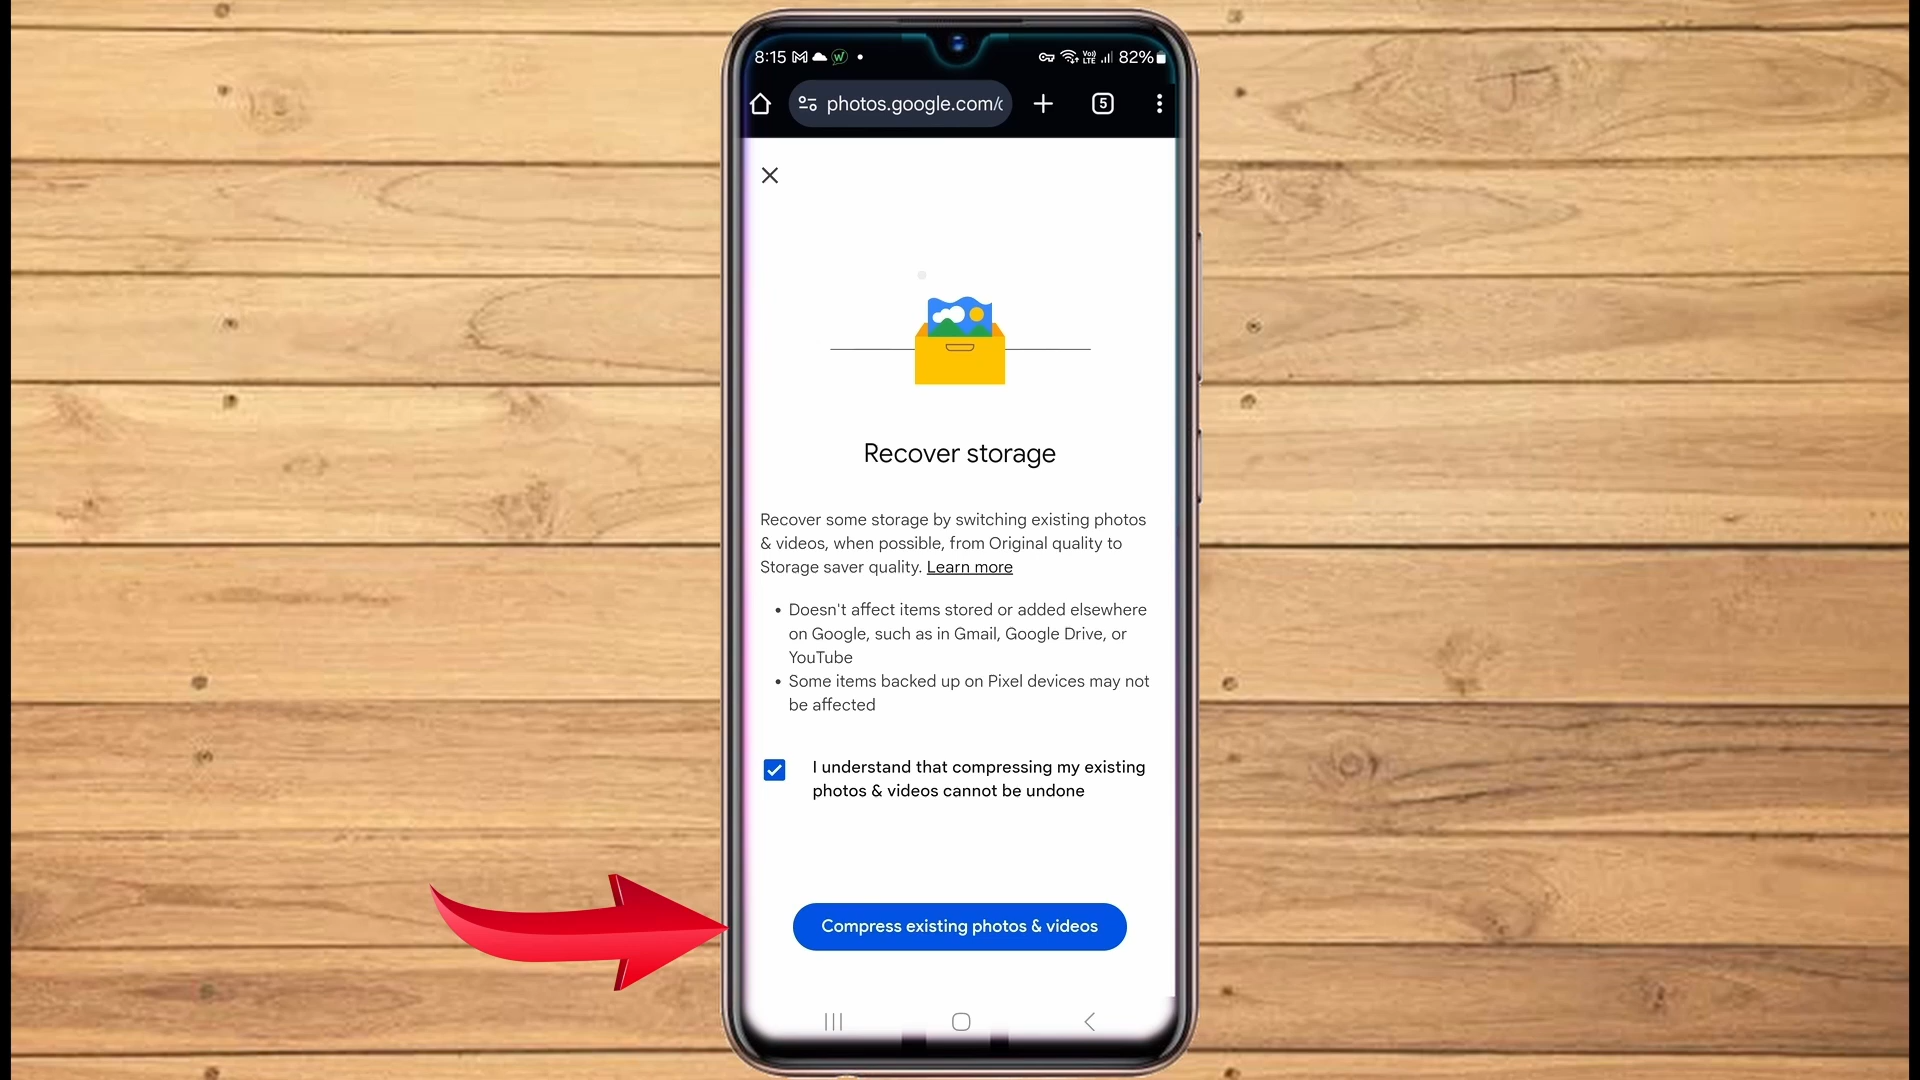 8:15 82%
photos.google.com/
5
Recover storage
Recover some storage by switching existing photos
& videos, when possible, from Original quality to
Storage saver quality. Learn more
• Doesn't affect items stored or added elsewhere
on Google, such as in Gmail, Google Drive, or
YouTube
• Some items backed up on Pixel devices may not
be affected
I understand that compressing my existing
photos & videos cannot be undone
Compress existing photos & videos